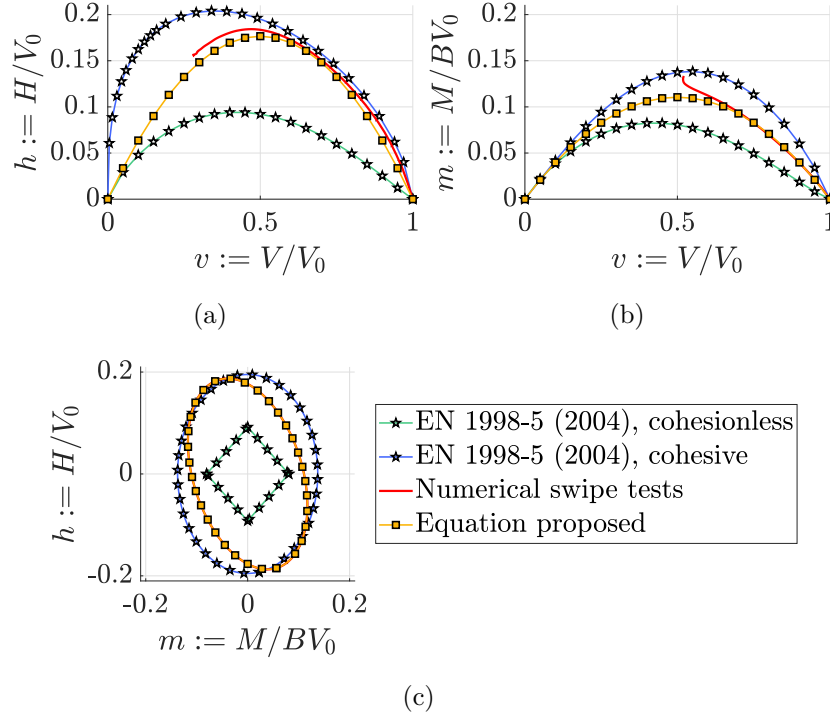 0.2
0.15
0.1
0.05
0
0
0.5
1
h := H/V₀
v := V/V₀
(a)
0.2
0.15
0.1
0.05
0
0
0.5
1
m := M/BV₀
v := V/V₀
(b)
0.2
0
-0.2
-0.2
0
0.2
h := H/V₀
m := M/BV₀
EN 1998-5 (2004), cohesionless
EN 1998-5 (2004), cohesive
Numerical swipe tests
Equation proposed
(c)